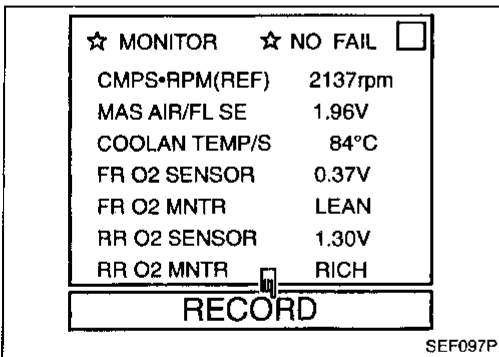 ☆ MONITOR ☆ NO FAIL
CMPS•RPM(REF) 2137rpm
MAS AIR/FL SE 1.96V
COOLAN TEMP/S 84°C
FR O2 SENSOR 0.37V
FR O2 MNTR LEAN
RR O2 SENSOR 1.30V
RR O2 MNTR RICH
RECORD
SEF097P